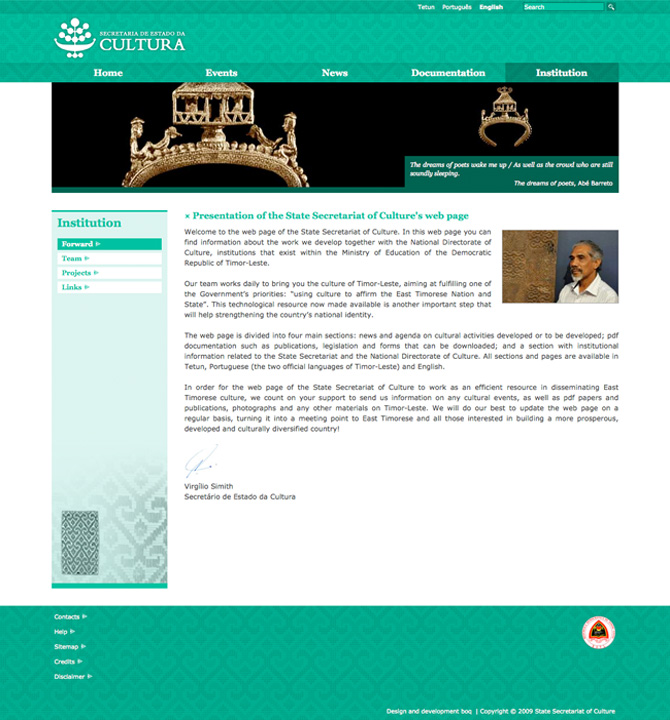 Tetun Português English Search
SECRETARIA DE ESTADO DA
CULTURA
Home Events News Documentation Institution
The dreams of poets wake me up / As well as the crowd who are still
soundly sleeping.
The dreams of poets, Abé Barreto
Institution
Forward
Team
Projects
Links
× Presentation of the State Secretariat of Culture's web page
Welcome to the web page of the State Secretariat of Culture. In this web page you can
find information about the work we develop together with the National Directorate of
Culture, institutions that exist within the Ministry of Education of the Democratic
Republic of Timor-Leste.
Our team works daily to bring you the culture of Timor-Leste, aiming at fulfilling one of
the Government's priorities: "using culture to affirm the East Timorese Nation and
State". This technological resource now made available is another important step that
will help strengthening the country's national identity.
The web page is divided into four main sections: news and agenda on cultural activities developed or to be developed; pdf
documentation such as publications, legislation and forms that can be downloaded; and a section with institutional
information related to the State Secretariat and the National Directorate of Culture. All sections and pages are available in
Tetun, Portuguese (the two official languages of Timor-Leste) and English.
In order for the web page of the State Secretariat of Culture to work as an efficient resource in disseminating East
Timorese culture, we count on your support to send us information on any cultural events, as well as pdf papers and
publications, photographs and any other materials on Timor-Leste. We will do our best to update the web page on a
regular basis, turning it into a meeting point to East Timorese and all those interested in building a more prosperous,
developed and culturally diversified country!
Virgílio Simith
Secretário de Estado da Cultura
Contacts
Help
Sitemap
Credits
Disclaimer
Design and development boq | Copyright © 2009 State Secretariat of Culture